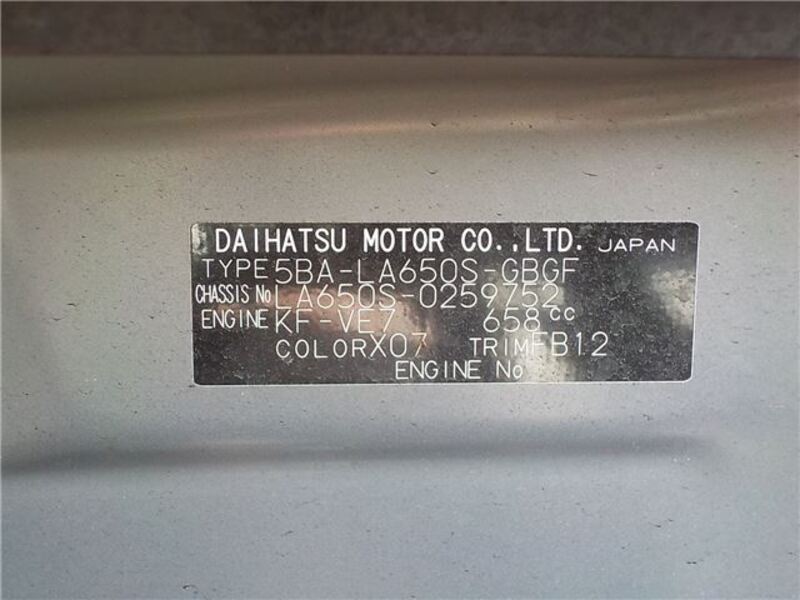 DAIHATSU MOTOR CO.,LTD. JAPAN
TYPE 5BA-LA650S-GBGF
CHASSIS No LA650S-0259752
ENGINE KF-VE7 658cc
COLOR X07 TRIM FB12
ENGINE No